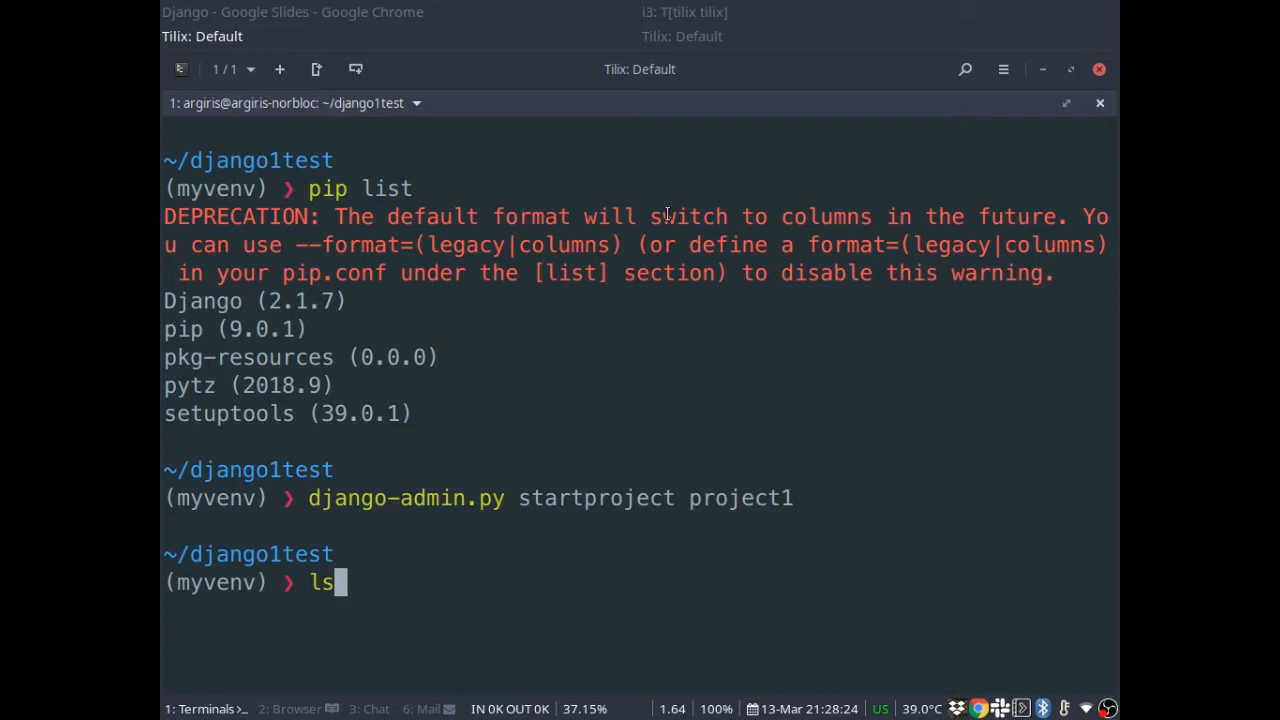 Django - Google Slides - Google Chrome
i3: T[tilix tilix]
Tilix: Default
Tilix: Default
1 / 1
Tilix: Default
1: argiris@argiris-norbloc: ~/django1test
~/django1test
(myvenv) ❯ pip list
DEPRECATION: The default format will switch to columns in the future. Yo
u can use --format=(legacy|columns) (or define a format=(legacy|columns)
in your pip.conf under the [list] section) to disable this warning.
Django (2.1.7)
pip (9.0.1)
pkg-resources (0.0.0)
pytz (2018.9)
setuptools (39.0.1)
~/django1test
(myvenv) ❯ django-admin.py startproject project1
~/django1test
(myvenv) ❯ ls
1: Terminals>_ 2: Browser 3: Chat 6: Mail IN 0K OUT 0K 37.15% 1.64 100% 13-Mar 21:28:24 US 39.0°C